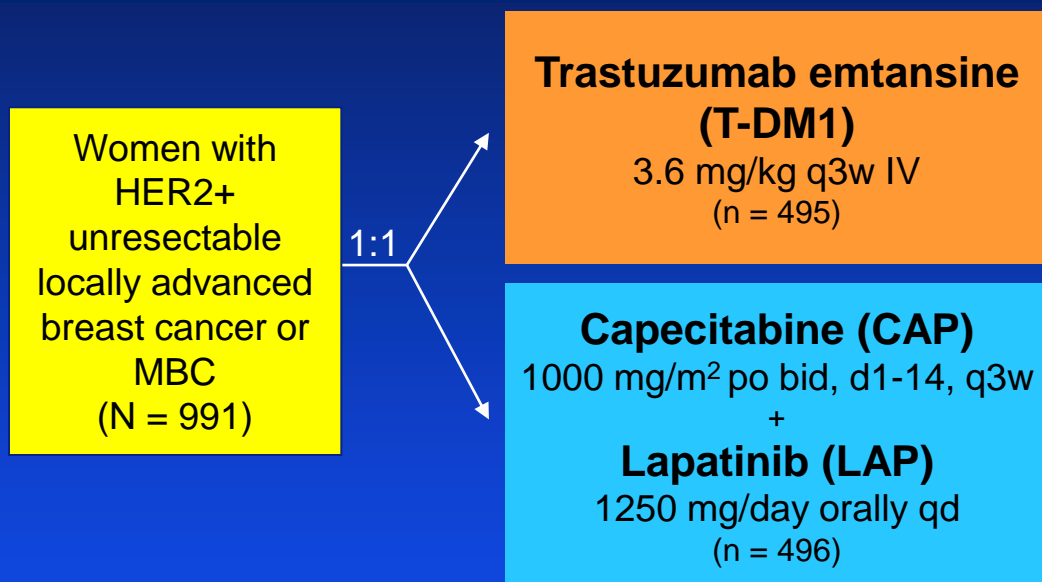 Women with
HER2+
unresectable
locally advanced
breast cancer or
MBC
(N = 991)
1:1
Trastuzumab emtansine
(T-DM1)
3.6 mg/kg q3w IV
(n = 495)
Capecitabine (CAP)
1000 mg/m² po bid, d1-14, q3w
+
Lapatinib (LAP)
1250 mg/day orally qd
(n = 496)